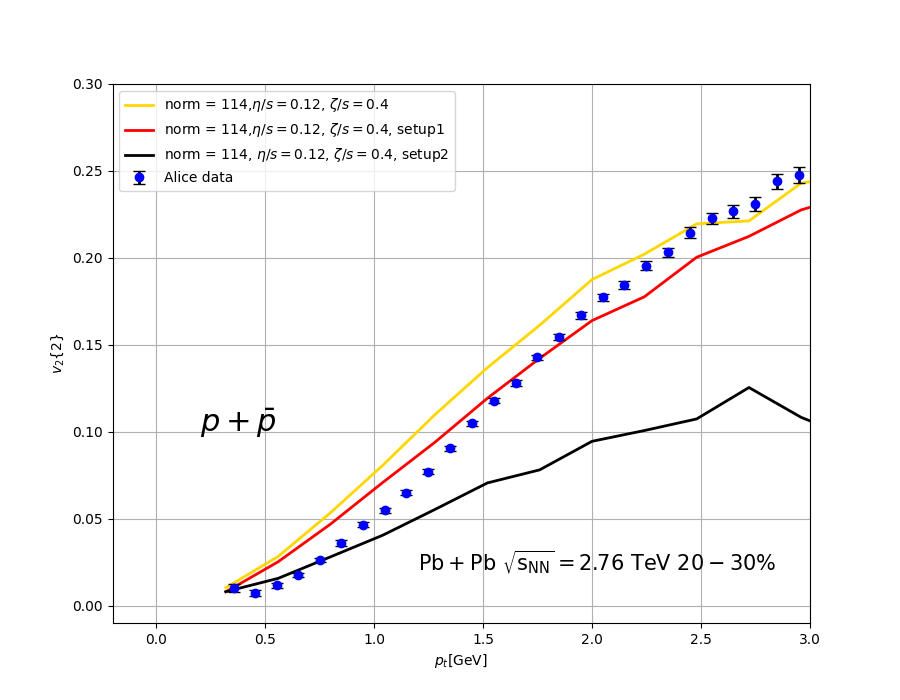 0.30
0.25
0.20
0.15
0.10
0.05
0.00
v₂{2}
norm = 114,η/s = 0.12, ζ/s = 0.4
norm = 114,η/s = 0.12, ζ/s = 0.4, setup1
norm = 114, η/s = 0.12, ζ/s = 0.4, setup2
Alice data
p + p̄
Pb + Pb √sNN = 2.76 TeV 20 − 30%
0.0 0.5 1.0 1.5 2.0 2.5 3.0
pₜ[GeV]